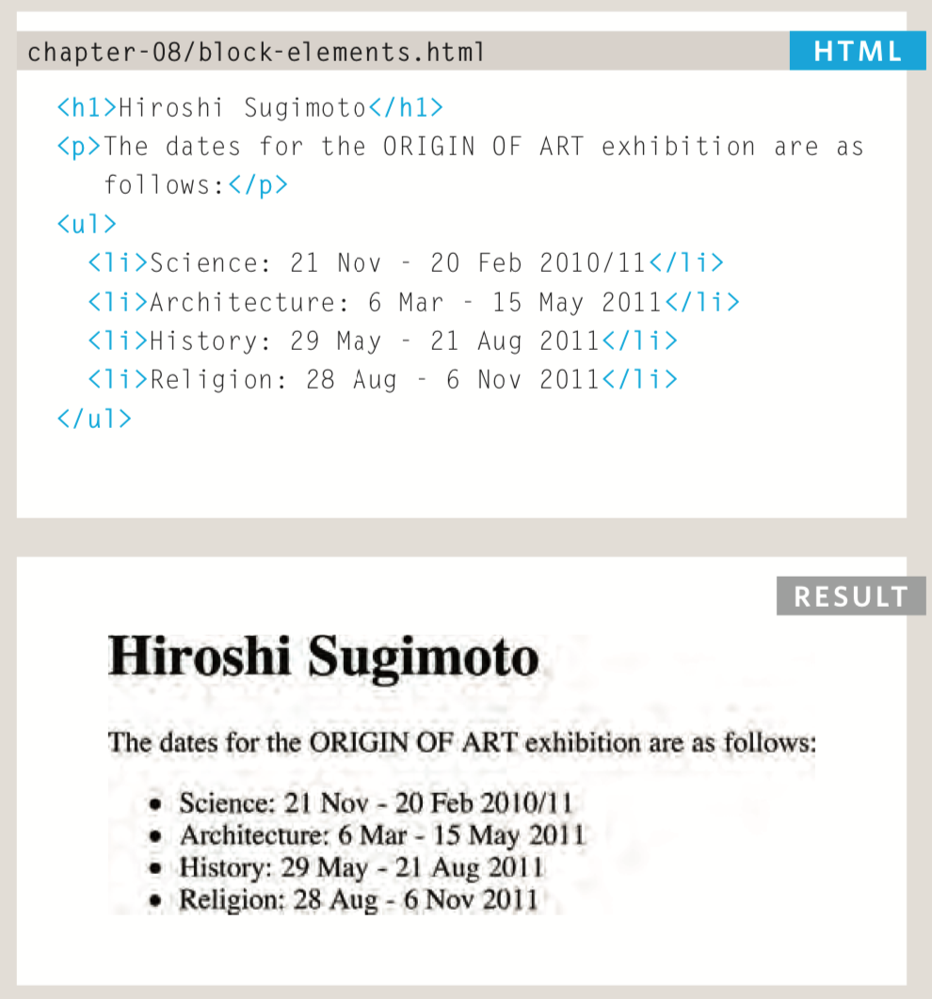 chapter-08/block-elements.html
HTML
<h1>Hiroshi Sugimoto</h1>
<p>The dates for the ORIGIN OF ART exhibition are as
follows:</p>
<ul>
<li>Science: 21 Nov - 20 Feb 2010/11</li>
<li>Architecture: 6 Mar - 15 May 2011</li>
<li>History: 29 May - 21 Aug 2011</li>
<li>Religion: 28 Aug - 6 Nov 2011</li>
</ul>
RESULT
Hiroshi Sugimoto
The dates for the ORIGIN OF ART exhibition are as follows:
• Science: 21 Nov - 20 Feb 2010/11
• Architecture: 6 Mar - 15 May 2011
• History: 29 May - 21 Aug 2011
• Religion: 28 Aug - 6 Nov 2011